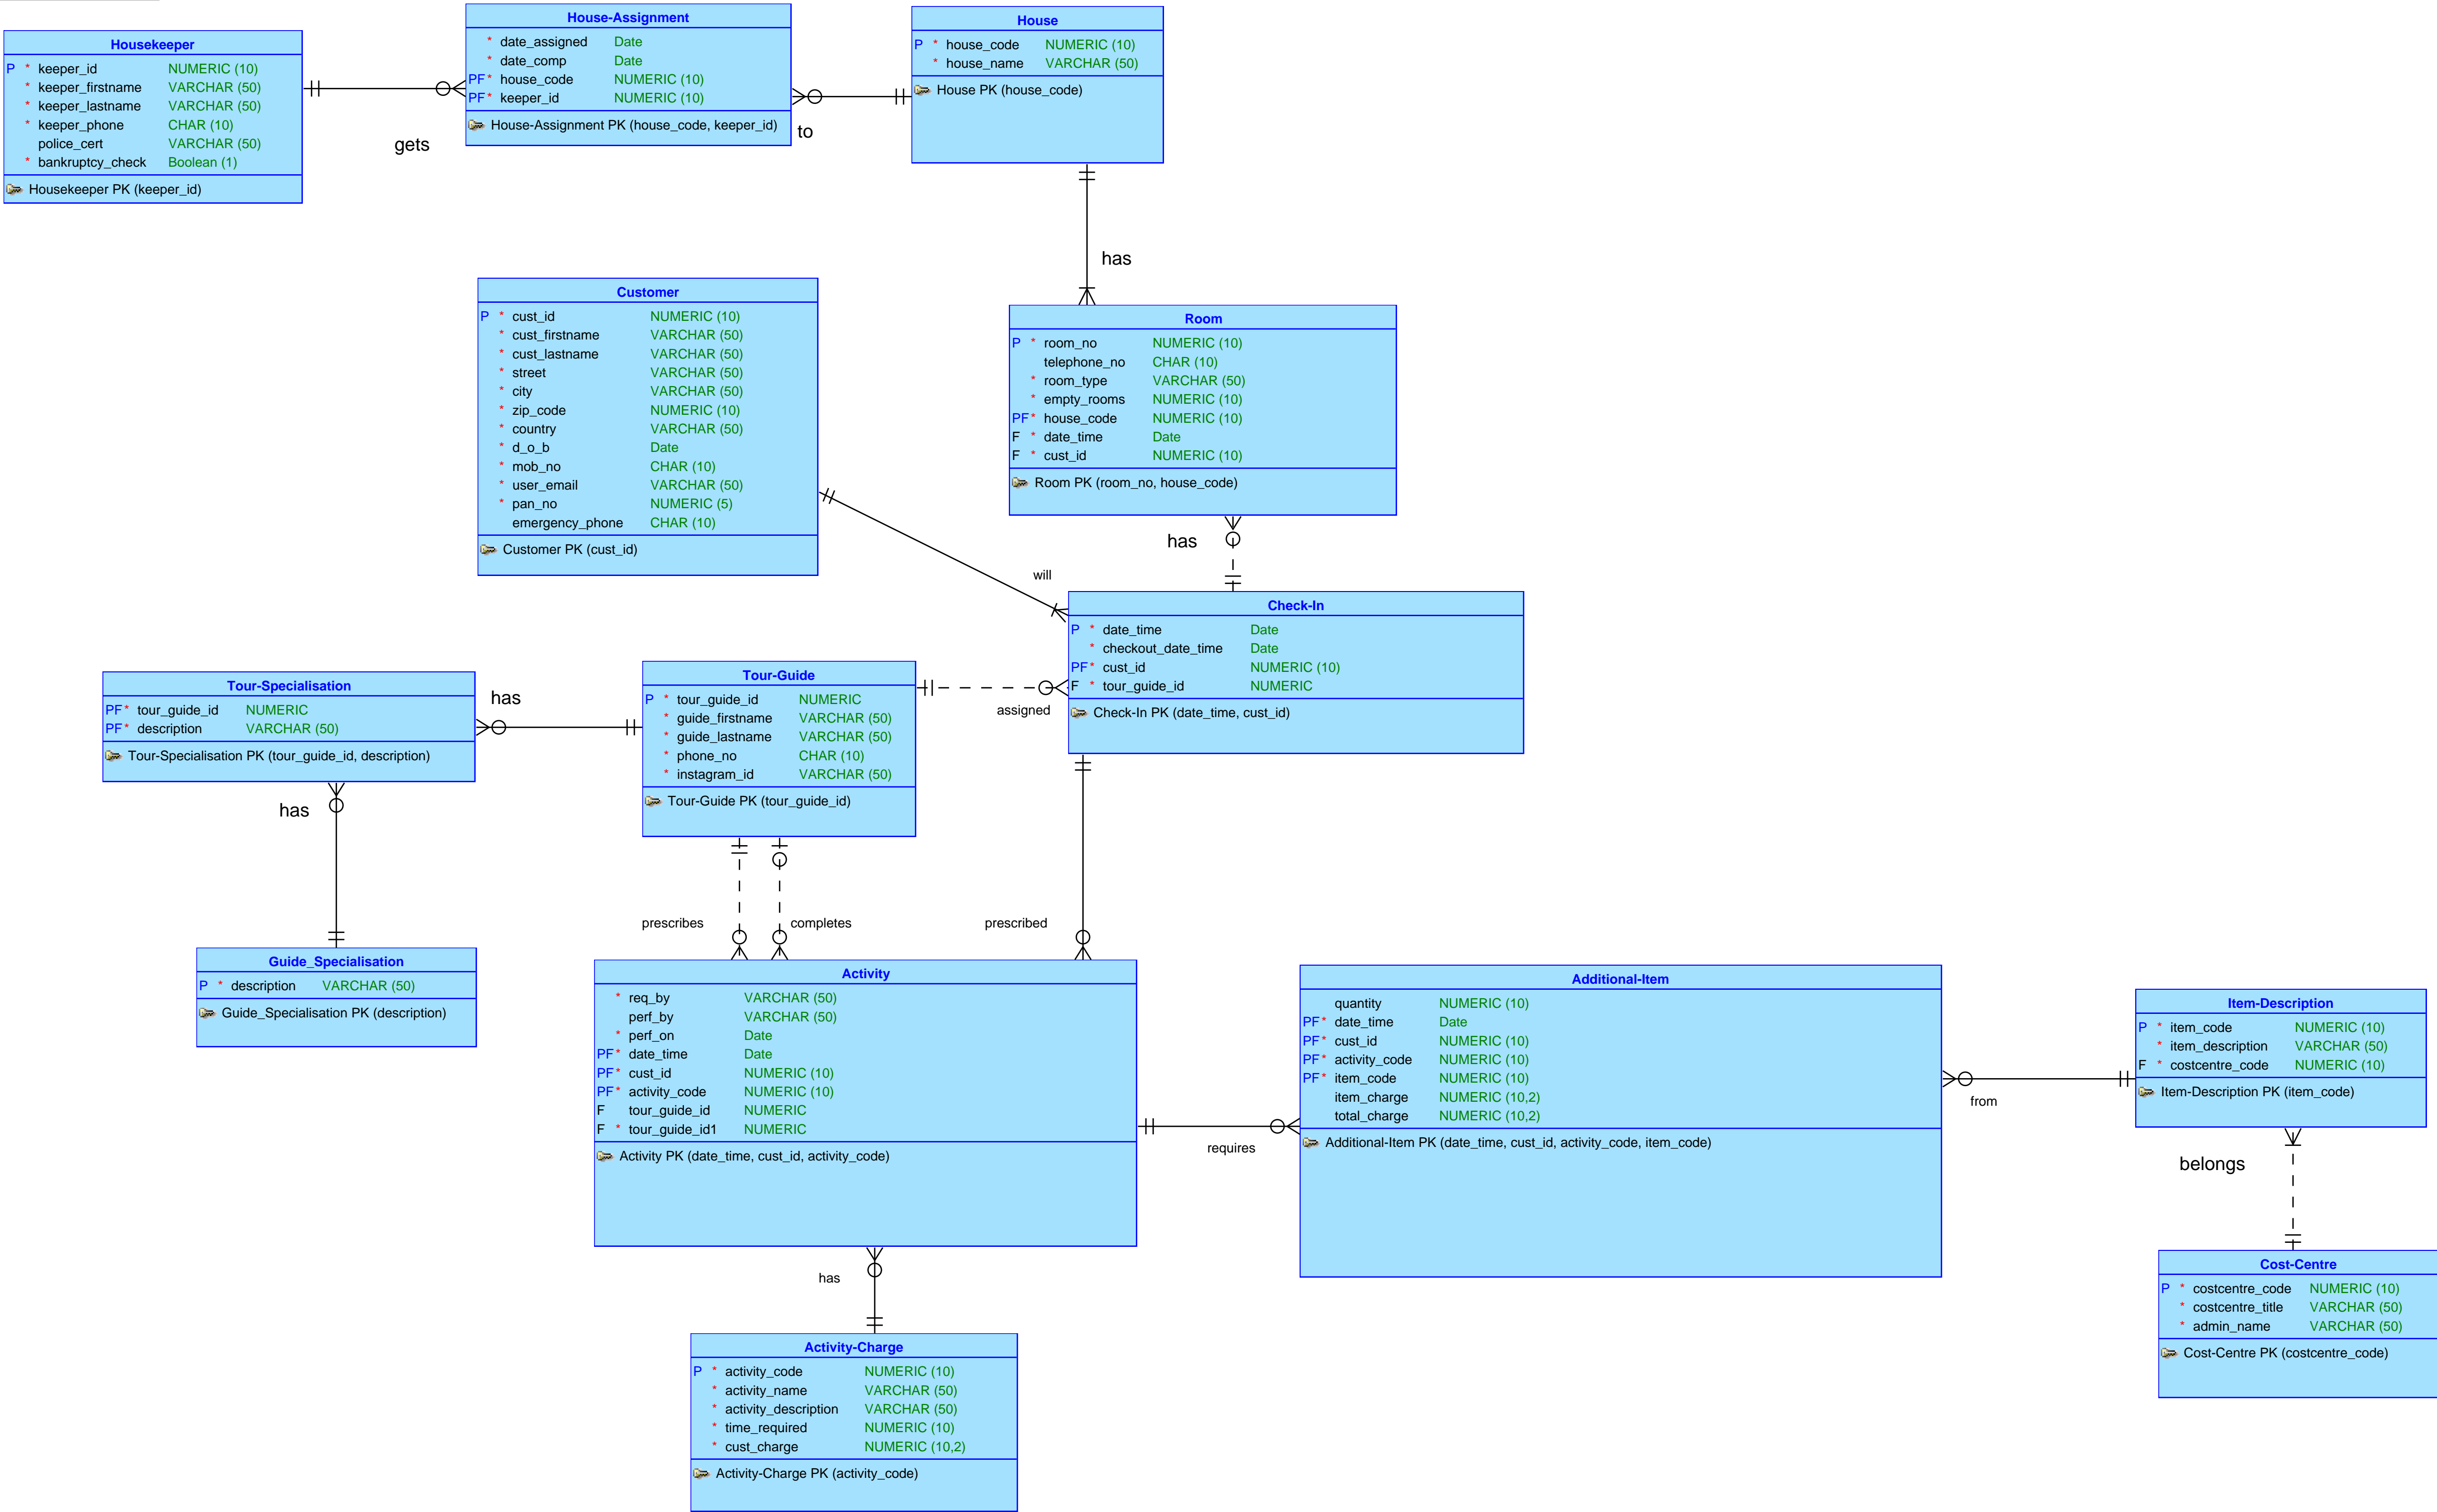 Housekeeper
P * keeper_id NUMERIC (10)
* keeper_firstname VARCHAR (50)
* keeper_lastname VARCHAR (50)
* keeper_phone CHAR (10)
police_cert VARCHAR (50)
* bankruptcy_check Boolean (1)
Housekeeper PK (keeper_id)
gets
House-Assignment
* date_assigned Date
* date_comp Date
PF* house_code NUMERIC (10)
PF* keeper_id NUMERIC (10)
House-Assignment PK (house_code, keeper_id)
to
House
P * house_code NUMERIC (10)
* house_name VARCHAR (50)
House PK (house_code)
has
Customer
P * cust_id NUMERIC (10)
* cust_firstname VARCHAR (50)
* cust_lastname VARCHAR (50)
* street VARCHAR (50)
* city VARCHAR (50)
* zip_code NUMERIC (10)
* country VARCHAR (50)
* d_o_b Date
* mob_no CHAR (10)
* user_email VARCHAR (50)
* pan_no NUMERIC (5)
emergency_phone CHAR (10)
Customer PK (cust_id)
will
Room
P * room_no NUMERIC (10)
telephone_no CHAR (10)
* room_type VARCHAR (50)
* empty_rooms NUMERIC (10)
PF* house_code NUMERIC (10)
F * date_time Date
F * cust_id NUMERIC (10)
Room PK (room_no, house_code)
has
Check-In
P * date_time Date
* checkout_date_time Date
PF* cust_id NUMERIC (10)
F * tour_guide_id NUMERIC
Check-In PK (date_time, cust_id)
Tour-Specialisation
PF* tour_guide_id NUMERIC
PF* description VARCHAR (50)
Tour-Specialisation PK (tour_guide_id, description)
has
Tour-Guide
P * tour_guide_id NUMERIC
* guide_firstname VARCHAR (50)
* guide_lastname VARCHAR (50)
* phone_no CHAR (10)
* instagram_id VARCHAR (50)
Tour-Guide PK (tour_guide_id)
assigned
has
prescribes
completes
prescribed
Guide_Specialisation
P * description VARCHAR (50)
Guide_Specialisation PK (description)
Activity
* req_by VARCHAR (50)
perf_by VARCHAR (50)
* perf_on Date
PF* date_time Date
PF* cust_id NUMERIC (10)
PF* activity_code NUMERIC (10)
F tour_guide_id NUMERIC
F * tour_guide_id1 NUMERIC
Activity PK (date_time, cust_id, activity_code)
requires
Additional-Item
quantity NUMERIC (10)
PF* date_time Date
PF* cust_id NUMERIC (10)
PF* activity_code NUMERIC (10)
PF* item_code NUMERIC (10)
item_charge NUMERIC (10,2)
total_charge NUMERIC (10,2)
Additional-Item PK (date_time, cust_id, activity_code, item_code)
from
Item-Description
P * item_code NUMERIC (10)
* item_description VARCHAR (50)
F * costcentre_code NUMERIC (10)
Item-Description PK (item_code)
belongs
Cost-Centre
P * costcentre_code NUMERIC (10)
* costcentre_title VARCHAR (50)
* admin_name VARCHAR (50)
Cost-Centre PK (costcentre_code)
has
Activity-Charge
P * activity_code NUMERIC (10)
* activity_name VARCHAR (50)
* activity_description VARCHAR (50)
* time_required NUMERIC (10)
* cust_charge NUMERIC (10,2)
Activity-Charge PK (activity_code)